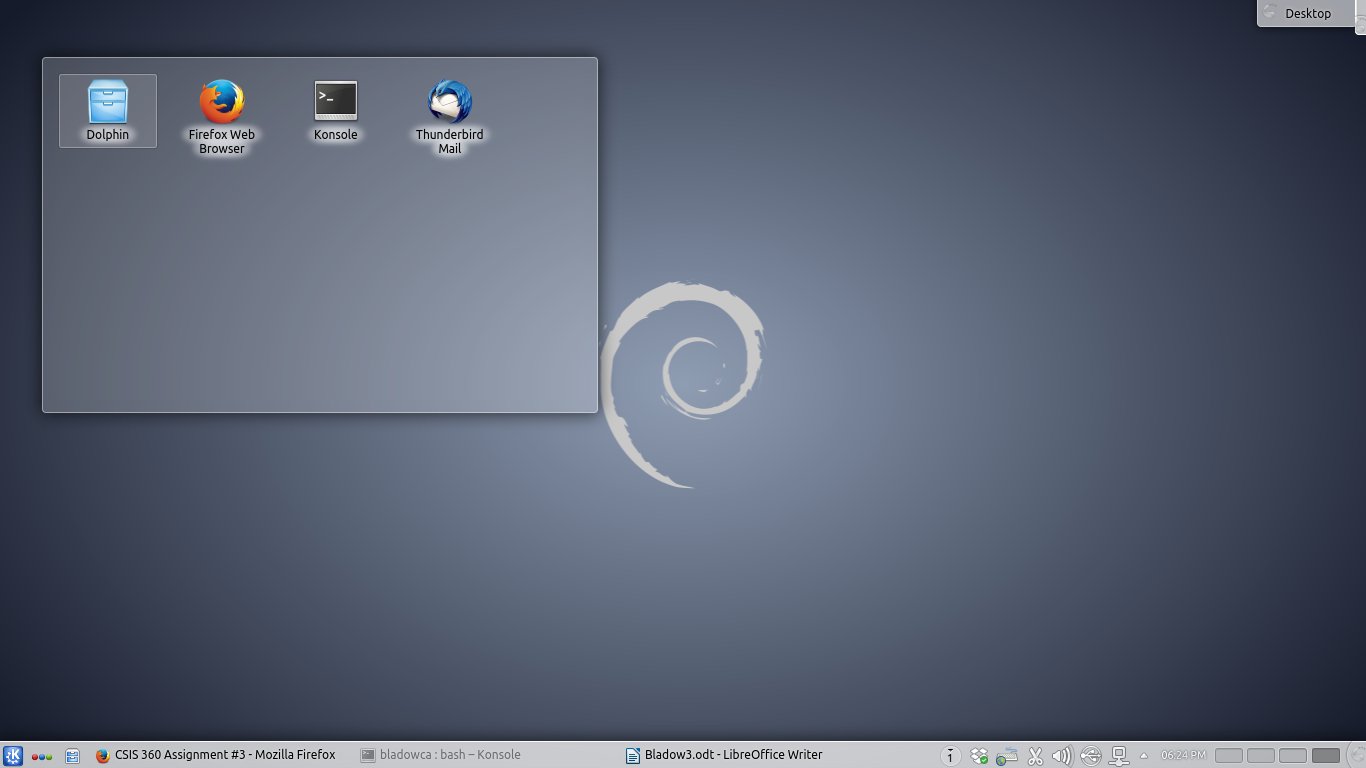 Desktop
Dolphin
Firefox Web
Browser
Konsole
Thunderbird
Mail
CSIS 360 Assignment #3 - Mozilla Firefox
bladowca : bash – Konsole
Bladow3.odt - LibreOffice Writer
06:24 PM